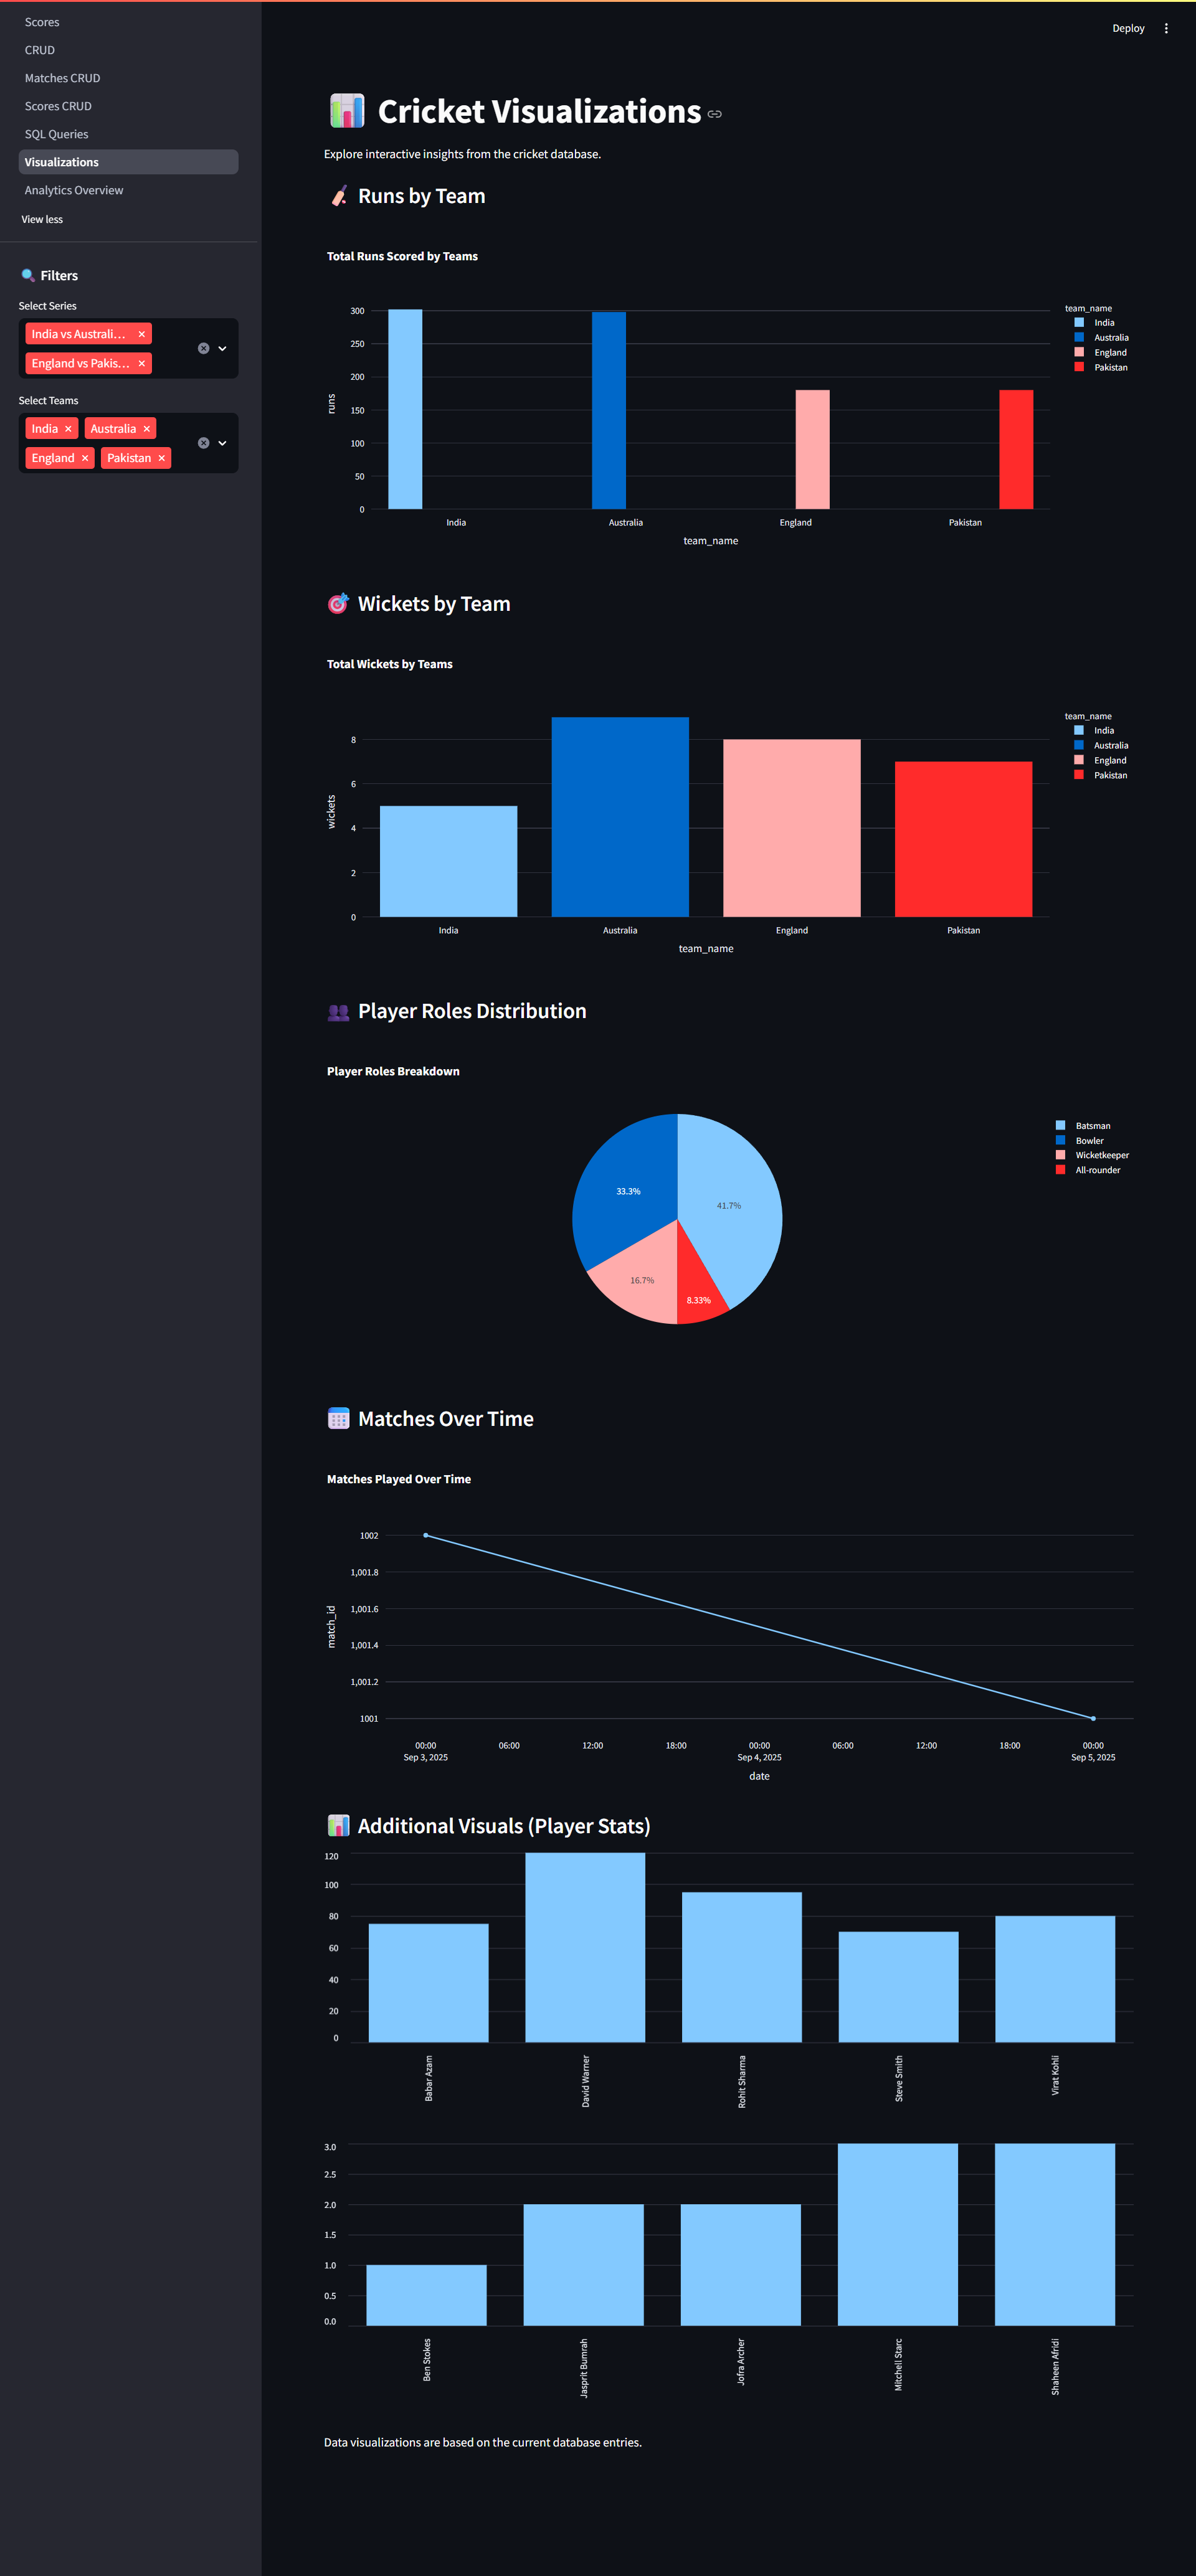 Scores
CRUD
Matches CRUD
Scores CRUD
SQL Queries
Visualizations
Analytics Overview
View less
Filters
Select Series
India vs Australi... ×
England vs Pakis... ×
Select Teams
India × Australia ×
England × Pakistan ×
Deploy
Cricket Visualizations
Explore interactive insights from the cricket database.
Runs by Team
Total Runs Scored by Teams
300
250
200
150
100
50
0
runs
India Australia England Pakistan
team_name
team_name
India
Australia
England
Pakistan
Wickets by Team
Total Wickets by Teams
8
6
4
2
0
wickets
India Australia England Pakistan
team_name
team_name
India
Australia
England
Pakistan
Player Roles Distribution
Player Roles Breakdown
33.3%
41.7%
16.7%
8.33%
Batsman
Bowler
Wicketkeeper
All-rounder
Matches Over Time
Matches Played Over Time
1002
1,001.8
1,001.6
1,001.4
1,001.2
1001
match_id
00:00 06:00 12:00 18:00 00:00 06:00 12:00 18:00 00:00
Sep 3, 2025 Sep 4, 2025 Sep 5, 2025
date
Additional Visuals (Player Stats)
120
100
80
60
40
20
0
Babar Azam
David Warner
Rohit Sharma
Steve Smith
Virat Kohli
3.0
2.5
2.0
1.5
1.0
0.5
0.0
Ben Stokes
Jasprit Bumrah
Jofra Archer
Mitchell Starc
Shaheen Afridi
Data visualizations are based on the current database entries.